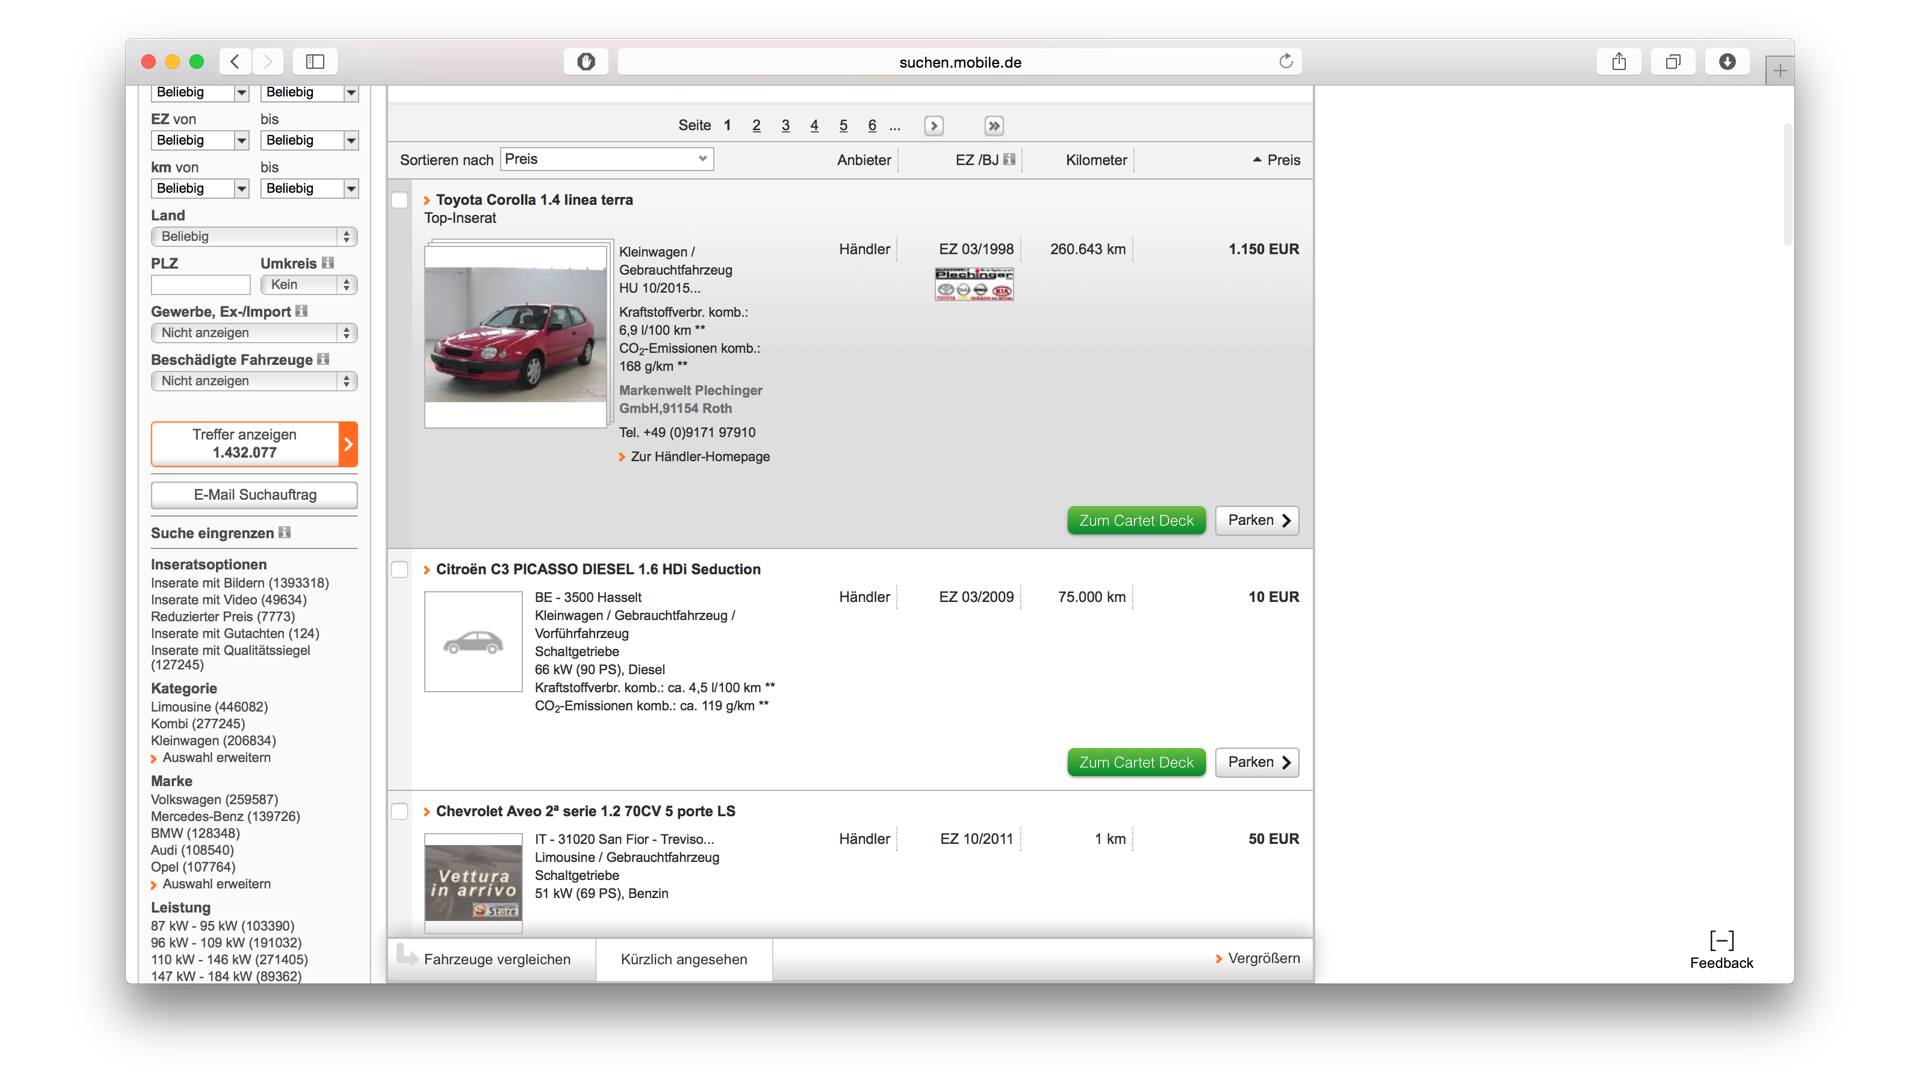 suchen.mobile.de
Beliebig Beliebig
EZ von bis
Beliebig Beliebig
km von bis
Beliebig Beliebig
Land
Beliebig
PLZ Umkreis
Kein
Gewerbe, Ex-/Import
Nicht anzeigen
Beschädigte Fahrzeuge
Nicht anzeigen
Treffer anzeigen
1.432.077
E-Mail Suchauftrag
Suche eingrenzen
Inseratsoptionen
Inserate mit Bildern (1393318)
Inserate mit Video (49634)
Reduzierter Preis (7773)
Inserate mit Gutachten (124)
Inserate mit Qualitätssiegel
(127245)
Kategorie
Limousine (446082)
Kombi (277245)
Kleinwagen (206834)
Auswahl erweitern
Marke
Volkswagen (259587)
Mercedes-Benz (139726)
BMW (128348)
Audi (108540)
Opel (107764)
Auswahl erweitern
Leistung
87 kW - 95 kW (103390)
96 kW - 109 kW (191032)
110 kW - 146 kW (271405)
147 kW - 184 kW (89362)
Seite 1 2 3 4 5 6 ...
Sortieren nach Preis Anbieter EZ /BJ Kilometer Preis
Toyota Corolla 1.4 linea terra
Top-Inserat
Kleinwagen /
Gebrauchtfahrzeug
HU 10/2015...
Kraftstoffverbr. komb.:
6,9 l/100 km **
CO2-Emissionen komb.:
168 g/km **
Markenwelt Plechinger
GmbH,91154 Roth
Tel. +49 (0)9171 97910
Zur Händler-Homepage
Händler EZ 03/1998 260.643 km 1.150 EUR
Plechinger
Zum Cartet Deck Parken
Citroën C3 PICASSO DIESEL 1.6 HDi Seduction
BE - 3500 Hasselt
Kleinwagen / Gebrauchtfahrzeug /
Vorführfahrzeug
Schaltgetriebe
66 kW (90 PS), Diesel
Kraftstoffverbr. komb.: ca. 4,5 l/100 km **
CO2-Emissionen komb.: ca. 119 g/km **
Händler EZ 03/2009 75.000 km 10 EUR
Zum Cartet Deck Parken
Chevrolet Aveo 2ª serie 1.2 70CV 5 porte LS
Vettura
in arrivo
Store
IT - 31020 San Fior - Treviso...
Limousine / Gebrauchtfahrzeug
Schaltgetriebe
51 kW (69 PS), Benzin
Händler EZ 10/2011 1 km 50 EUR
Fahrzeuge vergleichen Kürzlich angesehen Vergrößern
[–]
Feedback